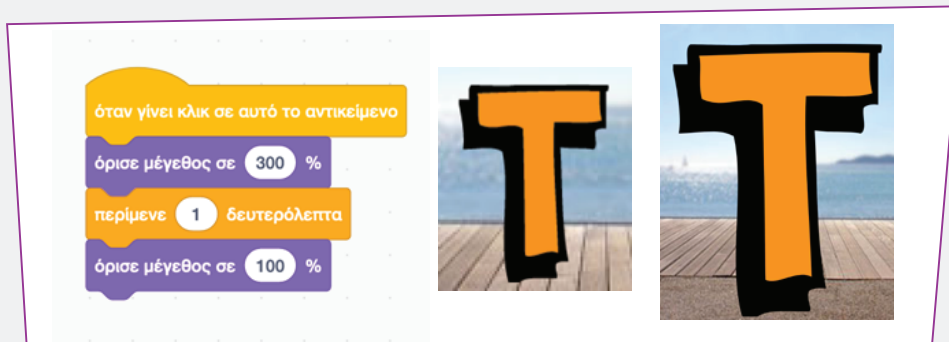 όταν γίνει κλικ σε αυτό το αντικείμενο
όρισε μέγεθος σε 300 %
περίμενε 1 δευτερόλεπτα
όρισε μέγεθος σε 100 %
T
T